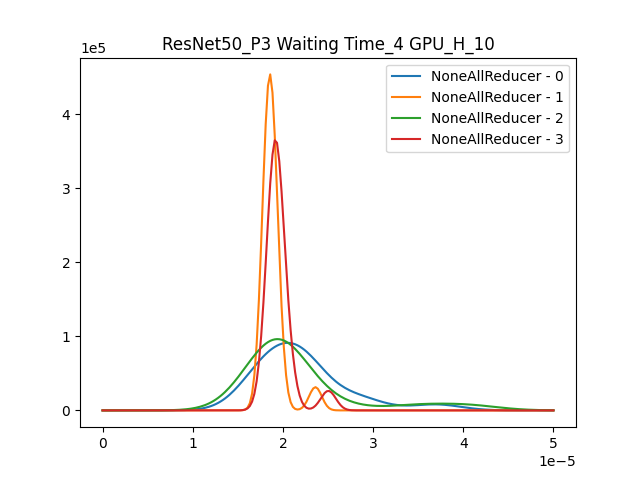 ResNet50_P3 Waiting Time_4 GPU_H_10
1e5
NoneAllReducer - 0
NoneAllReducer - 1
NoneAllReducer - 2
NoneAllReducer - 3
4
3
2
1
0
0 1 2 3 4 5
1e−5